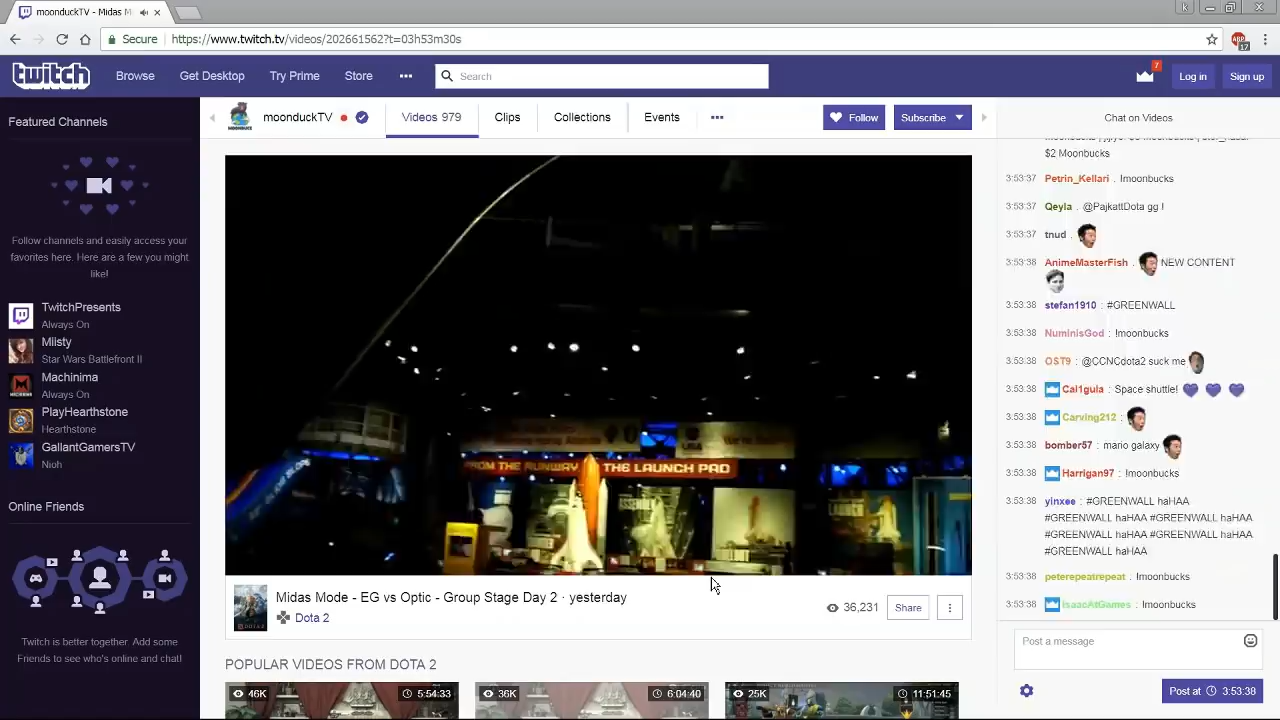 moonduckTV - Midas M
Secure
https://www.twitch.tv/videos/202661562?t=03h53m30s
17
twitch
Browse
Get Desktop
Try Prime
Store
Search
7
Log in
Sign up
Featured Channels
Follow channels and easily access your
favorites here. Here are a few you might
like!
TwitchPresents
Always On
Miisty
Star Wars Battlefront II
Machinima
Always On
PlayHearthstone
Hearthstone
GallantGamersTV
Nioh
Online Friends
Twitch is better together. Add some
Friends to see who's online and chat!
moonduckTV
Videos 979
Clips
Collections
Events
Follow
Subscribe
FROM THE RUNWAY
THE LAUNCH PAD
Midas Mode - EG vs Optic - Group Stage Day 2 · yesterday
Dota 2
36,231
Share
POPULAR VIDEOS FROM DOTA 2
46K
5:54:33
36K
6:04:40
25K
11:51:45
Chat on Videos
$2 Moonbucks
3:53:37 Petrin_Kellari : !moonbucks
3:53:37 Qeyla : @PajkattDota gg !
3:53:37 tnud :
3:53:38 AnimeMasterFish : NEW CONTENT
3:53:38 stefan1910 : #GREENWALL
3:53:38 NuminisGod : !moonbucks
3:53:38 OST9 : @CCNCdota2 suck me
3:53:38 Cal1gula : Space shuttle!
3:53:38 Carving212 :
3:53:38 bomber57 : mario galaxy
3:53:38 Harrigan97 : !moonbucks
3:53:38 yinxee : #GREENWALL haHAA
#GREENWALL haHAA #GREENWALL haHAA
#GREENWALL haHAA #GREENWALL haHAA
#GREENWALL haHAA
3:53:38 peterepeatrepeat : !moonbucks
3:53:38 IsaacAtGames : !moonbucks
Post a message
Post at 3:53:38